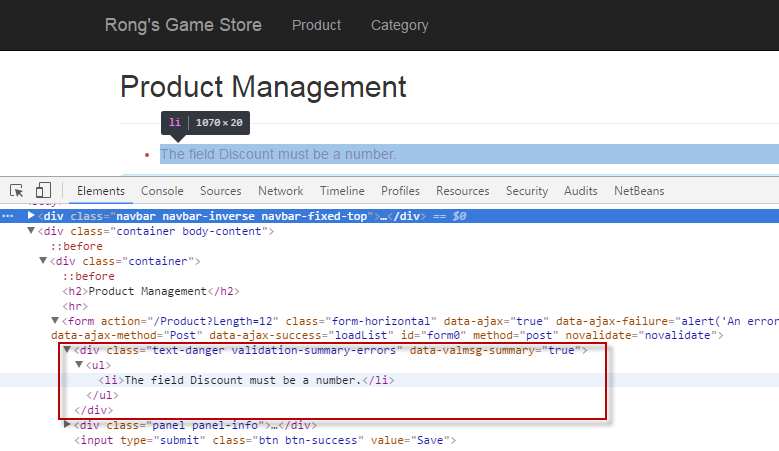 Rong's Game Store Product Category
Product Management
li 1070 × 20
The field Discount must be a number.
Elements Console Sources Network Timeline Profiles Resources Security Audits NetBeans
<div class="navbar navbar-inverse navbar-fixed-top">…</div> == $0
<div class="container body-content">
::before
<div class="container">
::before
<h2>Product Management</h2>
<hr>
<form action="/Product?Length=12" class="form-horizontal" data-ajax="true" data-ajax-failure="alert('An error
data-ajax-method="Post" data-ajax-success="loadList" id="form0" method="post" novalidate="novalidate">
<div class="text-danger validation-summary-errors" data-valmsg-summary="true">
<ul>
<li>The field Discount must be a number.</li>
</ul>
</div>
<div class="panel panel-info">…</div>
<input type="submit" class="btn btn-success" value="Save">